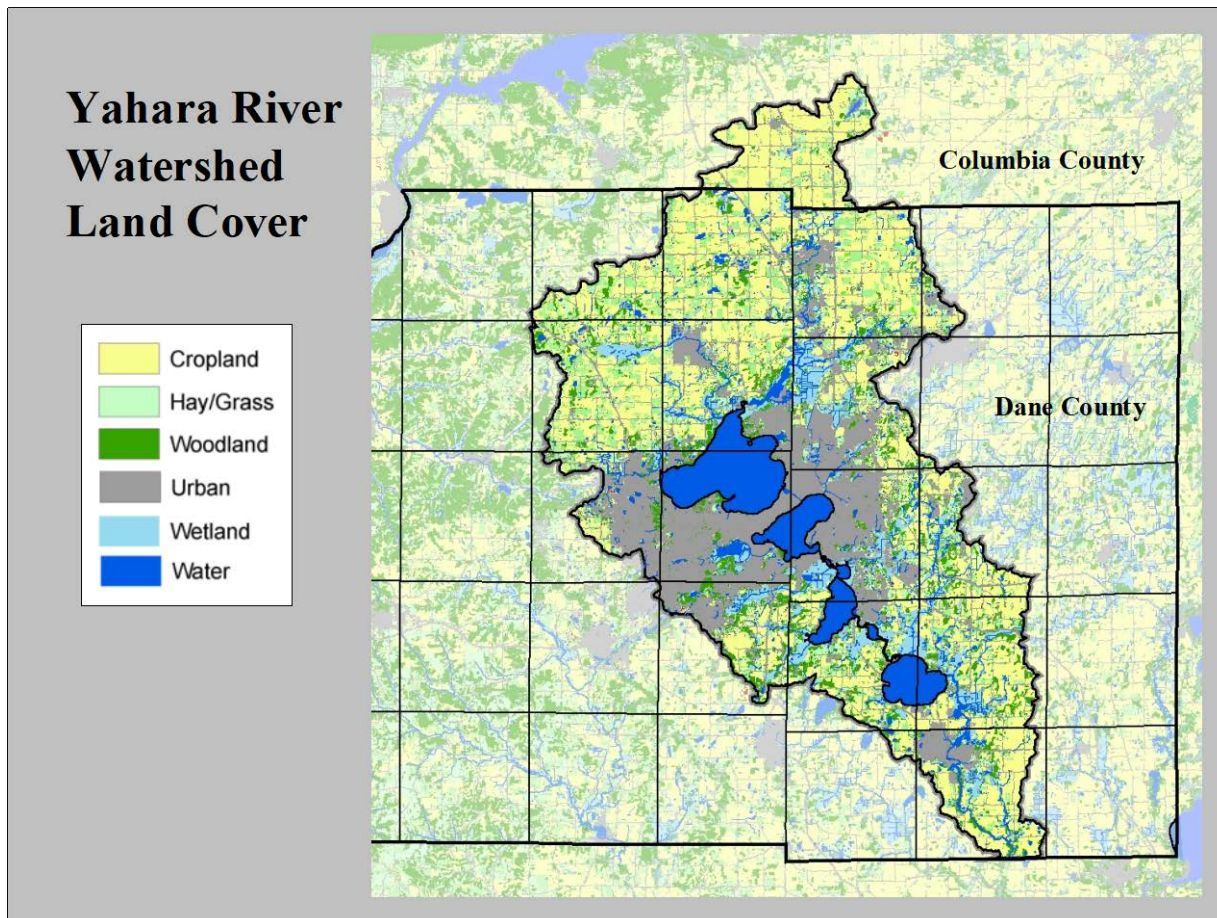 Yahara River
Watershed
Land Cover
Columbia County
Dane County
Cropland
Hay/Grass
Woodland
Urban
Wetland
Water